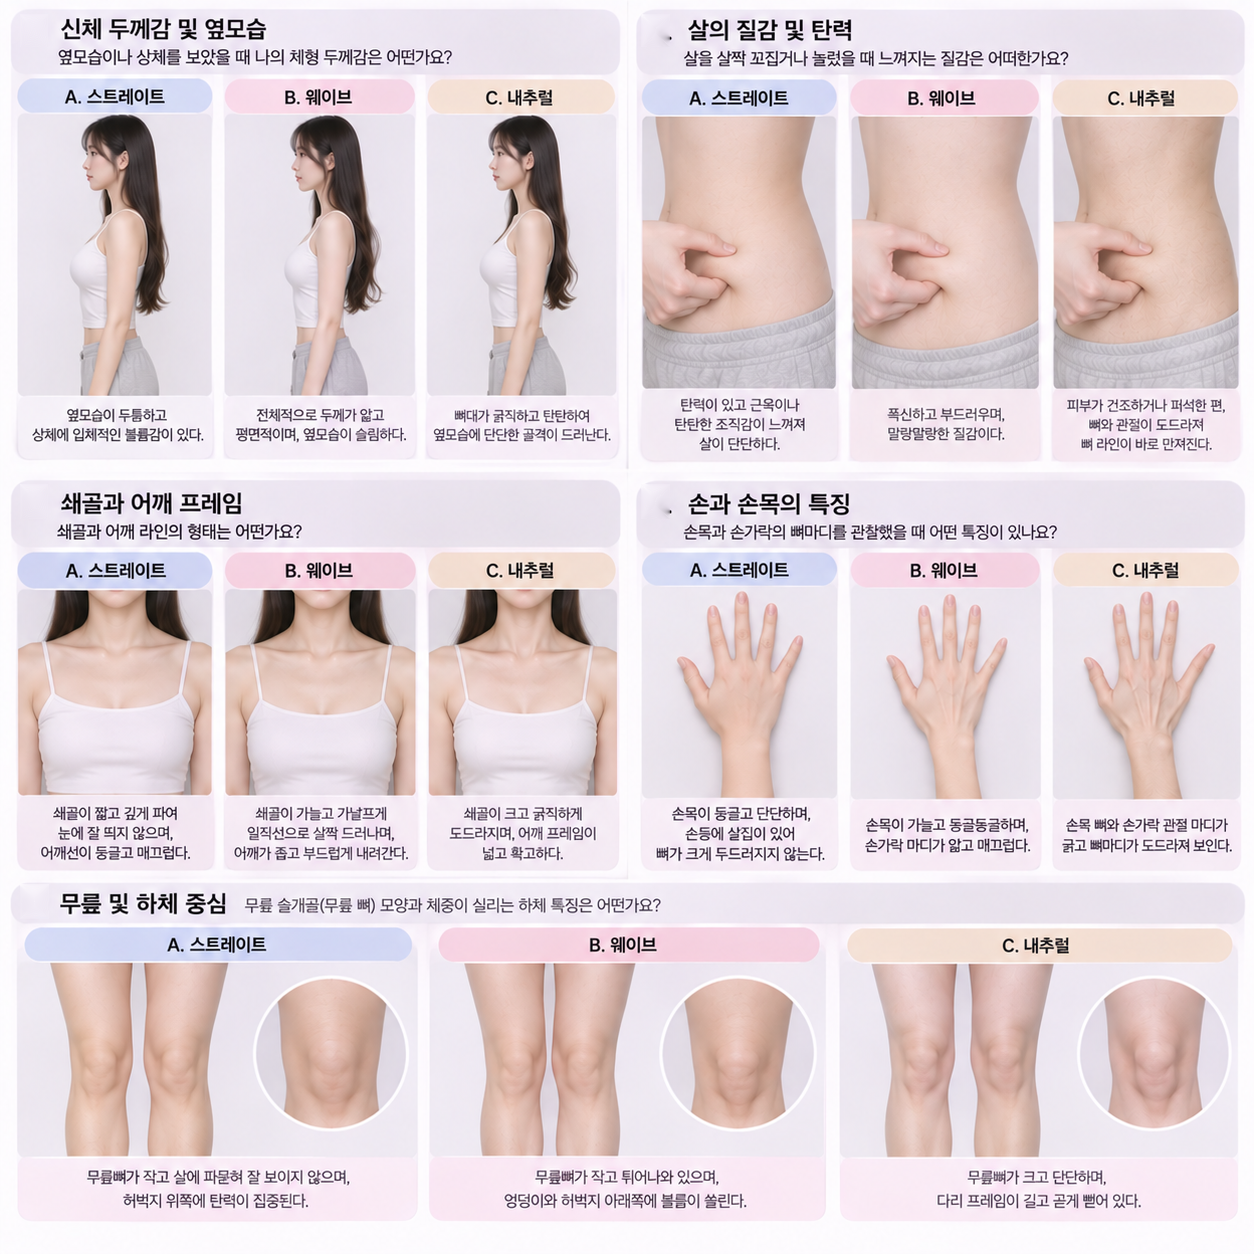 신체 두께감 및 옆모습
옆모습이나 상체를 보았을 때 나의 체형 두께감은 어떤가요?
A. 스트레이트
B. 웨이브
C. 내추럴
옆모습이 두툼하고
상체에 입체적인 볼륨감이 있다.
전체적으로 두께가 얇고
평면적이며, 옆모습이 슬림하다.
뼈대가 굵직하고 탄탄하여
옆모습에 단단한 골격이 드러난다.
살의 질감 및 탄력
살을 살짝 꼬집거나 눌렀을 때 느껴지는 질감은 어떠한가요?
A. 스트레이트
B. 웨이브
C. 내추럴
탄력이 있고 근육이나
탄탄한 조직감이 느껴져
살이 단단하다.
폭신하고 부드러우며,
말랑말랑한 질감이다.
피부가 건조하거나 퍼석한 편,
뼈와 관절이 도드라져
뼈 라인이 바로 만져진다.
쇄골과 어깨 프레임
쇄골과 어깨 라인의 형태는 어떤가요?
A. 스트레이트
B. 웨이브
C. 내추럴
쇄골이 짧고 깊게 파여
눈에 잘 띄지 않으며,
어깨선이 둥글고 매끄럽다.
쇄골이 가늘고 가냘프게
일직선으로 살짝 드러나며,
어깨가 좁고 부드럽게 내려간다.
쇄골이 크고 굵직하게
도드라지며, 어깨 프레임이
넓고 확고하다.
손과 손목의 특징
손목과 손가락의 뼈마디를 관찰했을 때 어떤 특징이 있나요?
A. 스트레이트
B. 웨이브
C. 내추럴
손목이 둥글고 단단하며,
손등에 살집이 있어
뼈가 크게 두드러지지 않는다.
손목이 가늘고 동글동글하며,
손가락 마디가 얇고 매끄럽다.
손목 뼈와 손가락 관절 마디가
굵고 뼈마디가 도드라져 보인다.
무릎 및 하체 중심 무릎 슬개골(무릎 뼈) 모양과 체중이 실리는 하체 특징은 어떤가요?
A. 스트레이트
B. 웨이브
C. 내추럴
무릎뼈가 작고 살에 파묻혀 잘 보이지 않으며,
허벅지 위쪽에 탄력이 집중된다.
무릎뼈가 작고 튀어나와 있으며,
엉덩이와 허벅지 아래쪽에 볼륨이 쏠린다.
무릎뼈가 크고 단단하며,
다리 프레임이 길고 곧게 뻗어 있다.